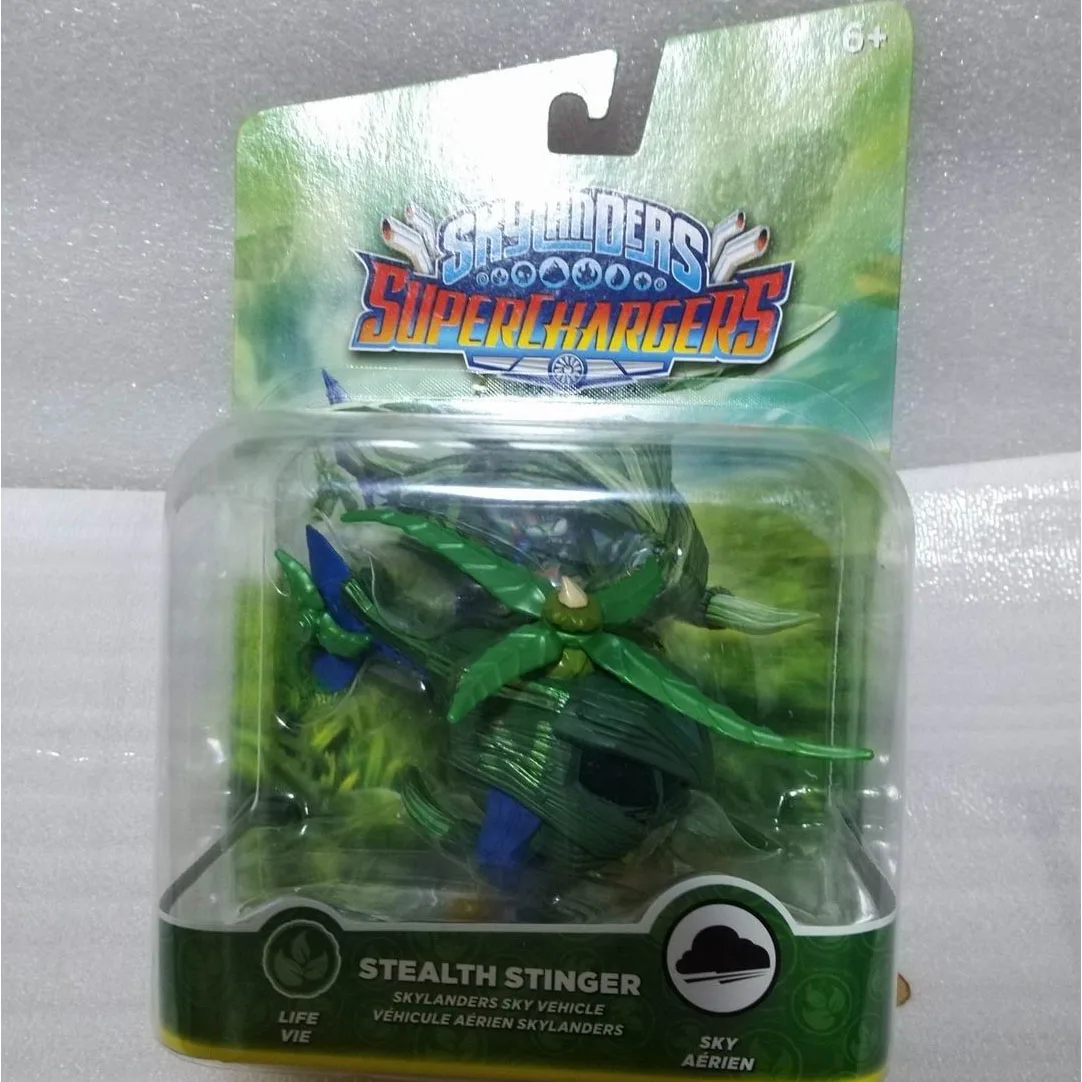 6+
SKYLANDERS
SUPERCHARGERS
STEALTH STINGER
SKYLANDERS SKY VEHICLE
VÉHICULE AÉRIEN SKYLANDERS
LIFE
VIE
SKY
AÉRIEN